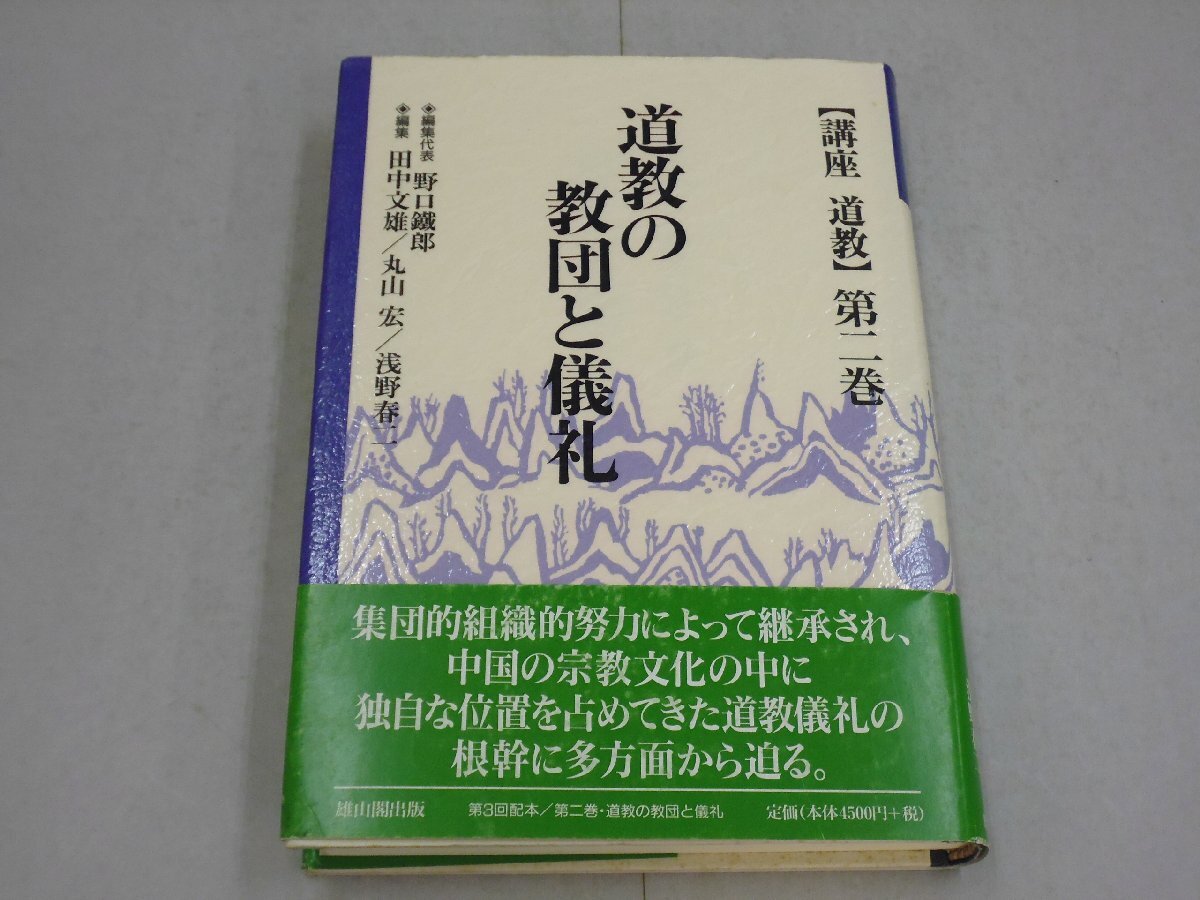 【講座 道教】第二巻
道教の
教団と儀礼
◆編集代表 野口鐵郎
◆編集 田中文雄/丸山 宏/浅野春二
集団的組織的努力によって継承され、
中国の宗教文化の中に
独自な位置を占めてきた道教儀礼の
根幹に多方面から迫る。
雄山閣出版 第3回配本/第二巻・道教の教団と儀礼 定価(本体4500円+税)